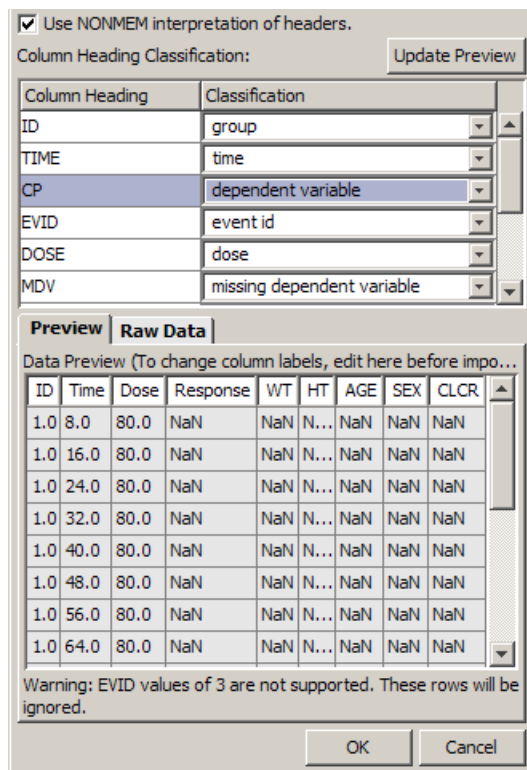 Use NONMEM interpretation of headers.
Column Heading Classification: Update Preview
Column Heading Classification
ID group
TIME time
CP dependent variable
EVID event id
DOSE dose
MDV missing dependent variable
Preview Raw Data
Data Preview (To change column labels, edit here before impo...
ID Time Dose Response WT HT AGE SEX CLCR
1.0 8.0 80.0 NaN NaN N... NaN NaN NaN
1.0 16.0 80.0 NaN NaN N... NaN NaN NaN
1.0 24.0 80.0 NaN NaN N... NaN NaN NaN
1.0 32.0 80.0 NaN NaN N... NaN NaN NaN
1.0 40.0 80.0 NaN NaN N... NaN NaN NaN
1.0 48.0 80.0 NaN NaN N... NaN NaN NaN
1.0 56.0 80.0 NaN NaN N... NaN NaN NaN
1.0 64.0 80.0 NaN NaN N... NaN NaN NaN
Warning: EVID values of 3 are not supported. These rows will be
ignored.
OK Cancel